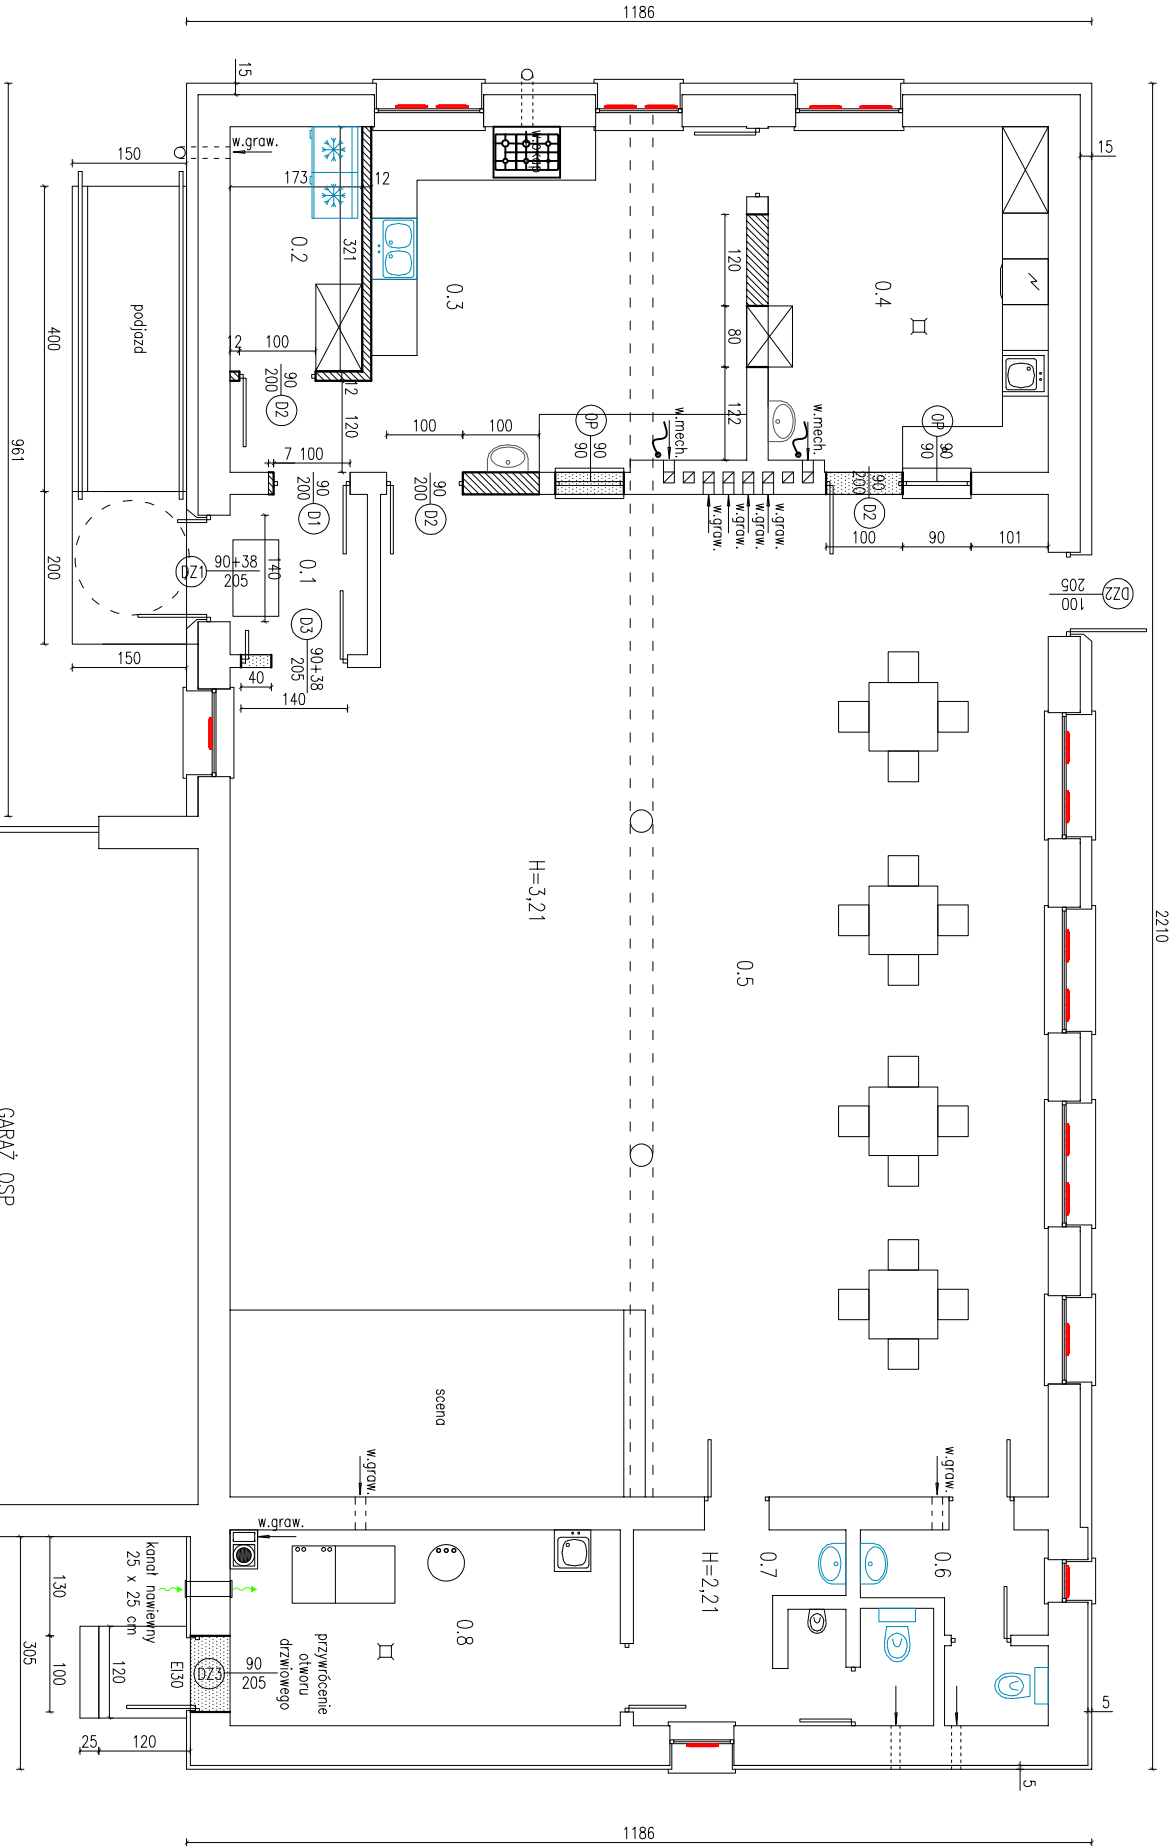 1186
15
15
2210
961
150
w.graw.
173
12
321
0.2
w.okap
0.3
0.4
120
80
122
podjazd
400
12
100
90
200
D2
12
120
100
100
OP
90
90
w.mech.
w.mech.
OP
90
90
7
100
90
200
D1
90
200
D2
w.graw.
w.graw.
w.graw.
w.graw.
90
200
D2
100
90
101
200
DZ1
90+38
205
140
0.1
D3
90+38
205
DZ2
100
205
150
40
140
H=3,21
0.5
GARAŻ OSP
scena
w.graw.
w.graw.
w.graw.
H=2,21
0.7
0.6
0.8
kanał nawiewny
25 x 25 cm
130
100
305
120
EI30
DZ3
90
205
przywrócenie
otworu
drzwiowego
25
120
5
5
1186